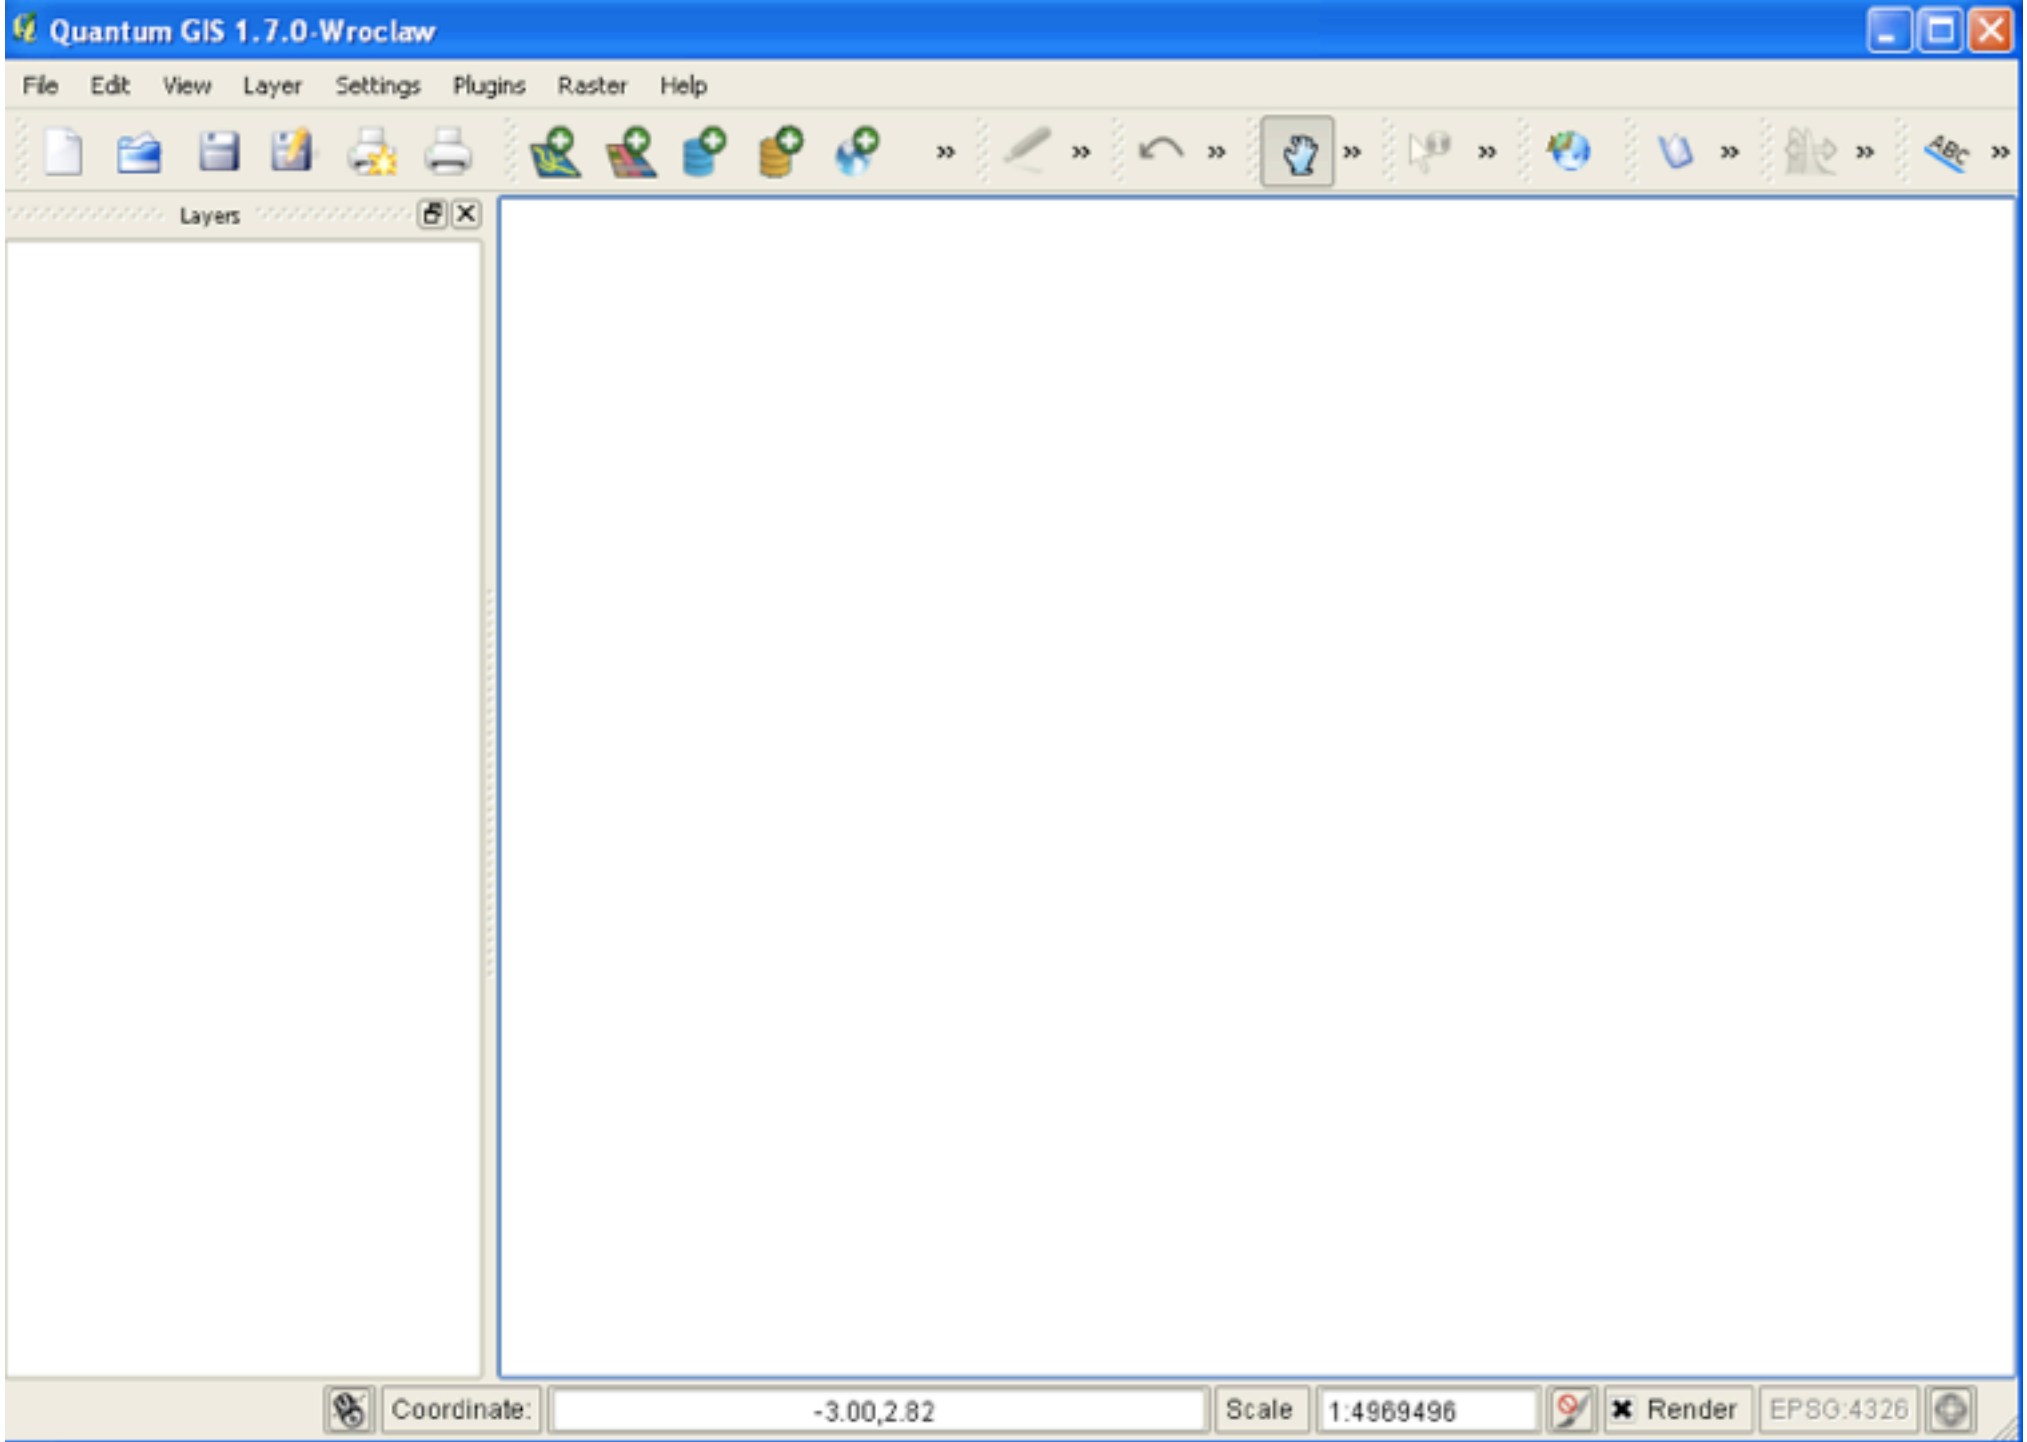 Quantum GIS 1.7.0-Wroclaw
File Edit View Layer Settings Plugins Raster Help
ABC
Layers
Coordinate: -3.00,2.82 Scale 1:4969496 Render EPSG:4326